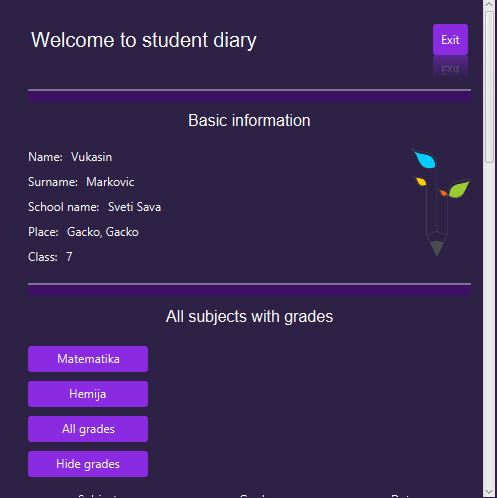 Welcome to student diary
Exit
Basic information
Name: Vukasin
Surname: Markovic
School name: Sveti Sava
Place: Gacko, Gacko
Class: 7
All subjects with grades
Matematika
Hemija
All grades
Hide grades